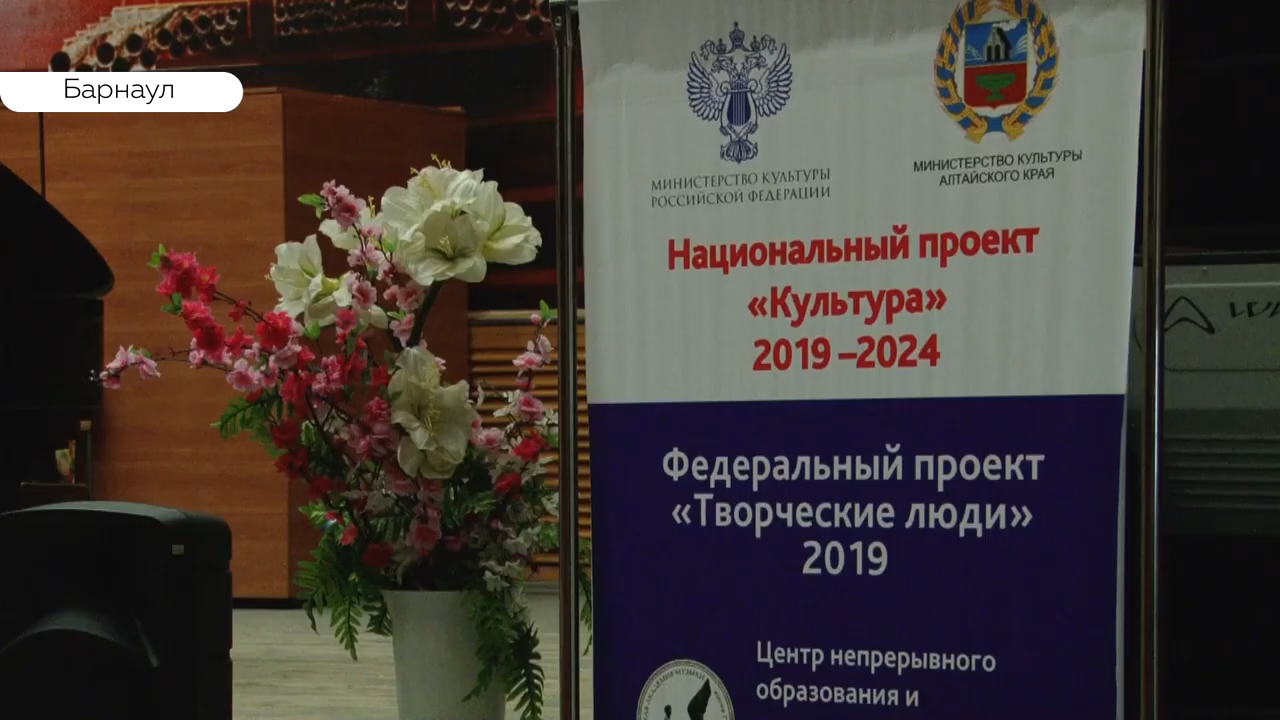 Барнаул
МИНИСТЕРСТВО КУЛЬТУРЫ
РОССИЙСКОЙ ФЕДЕРАЦИИ
МИНИСТЕРСТВО КУЛЬТУРЫ
АЛТАЙСКОГО КРАЯ
Национальный проект
«Культура»
2019 –2024
Федеральный проект
«Творческие люди»
2019
Центр непрерывного
образования и